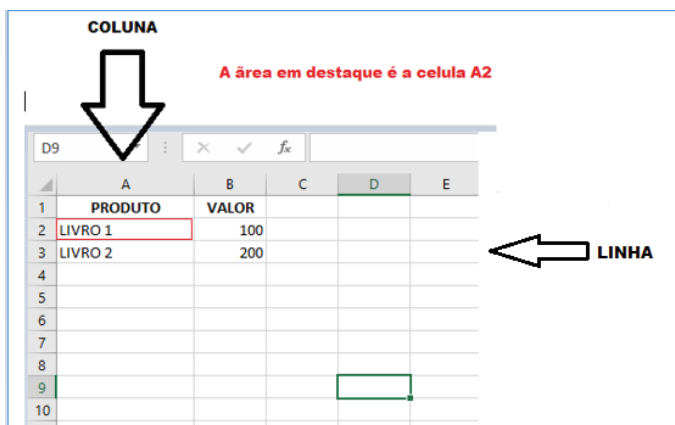 COLUNA
A ãrea em destaque é a celula A2
D9 fx
A B C D E
1 PRODUTO VALOR
2 LIVRO 1 100
3 LIVRO 2 200
LINHA
4
5
6
7
8
9
10